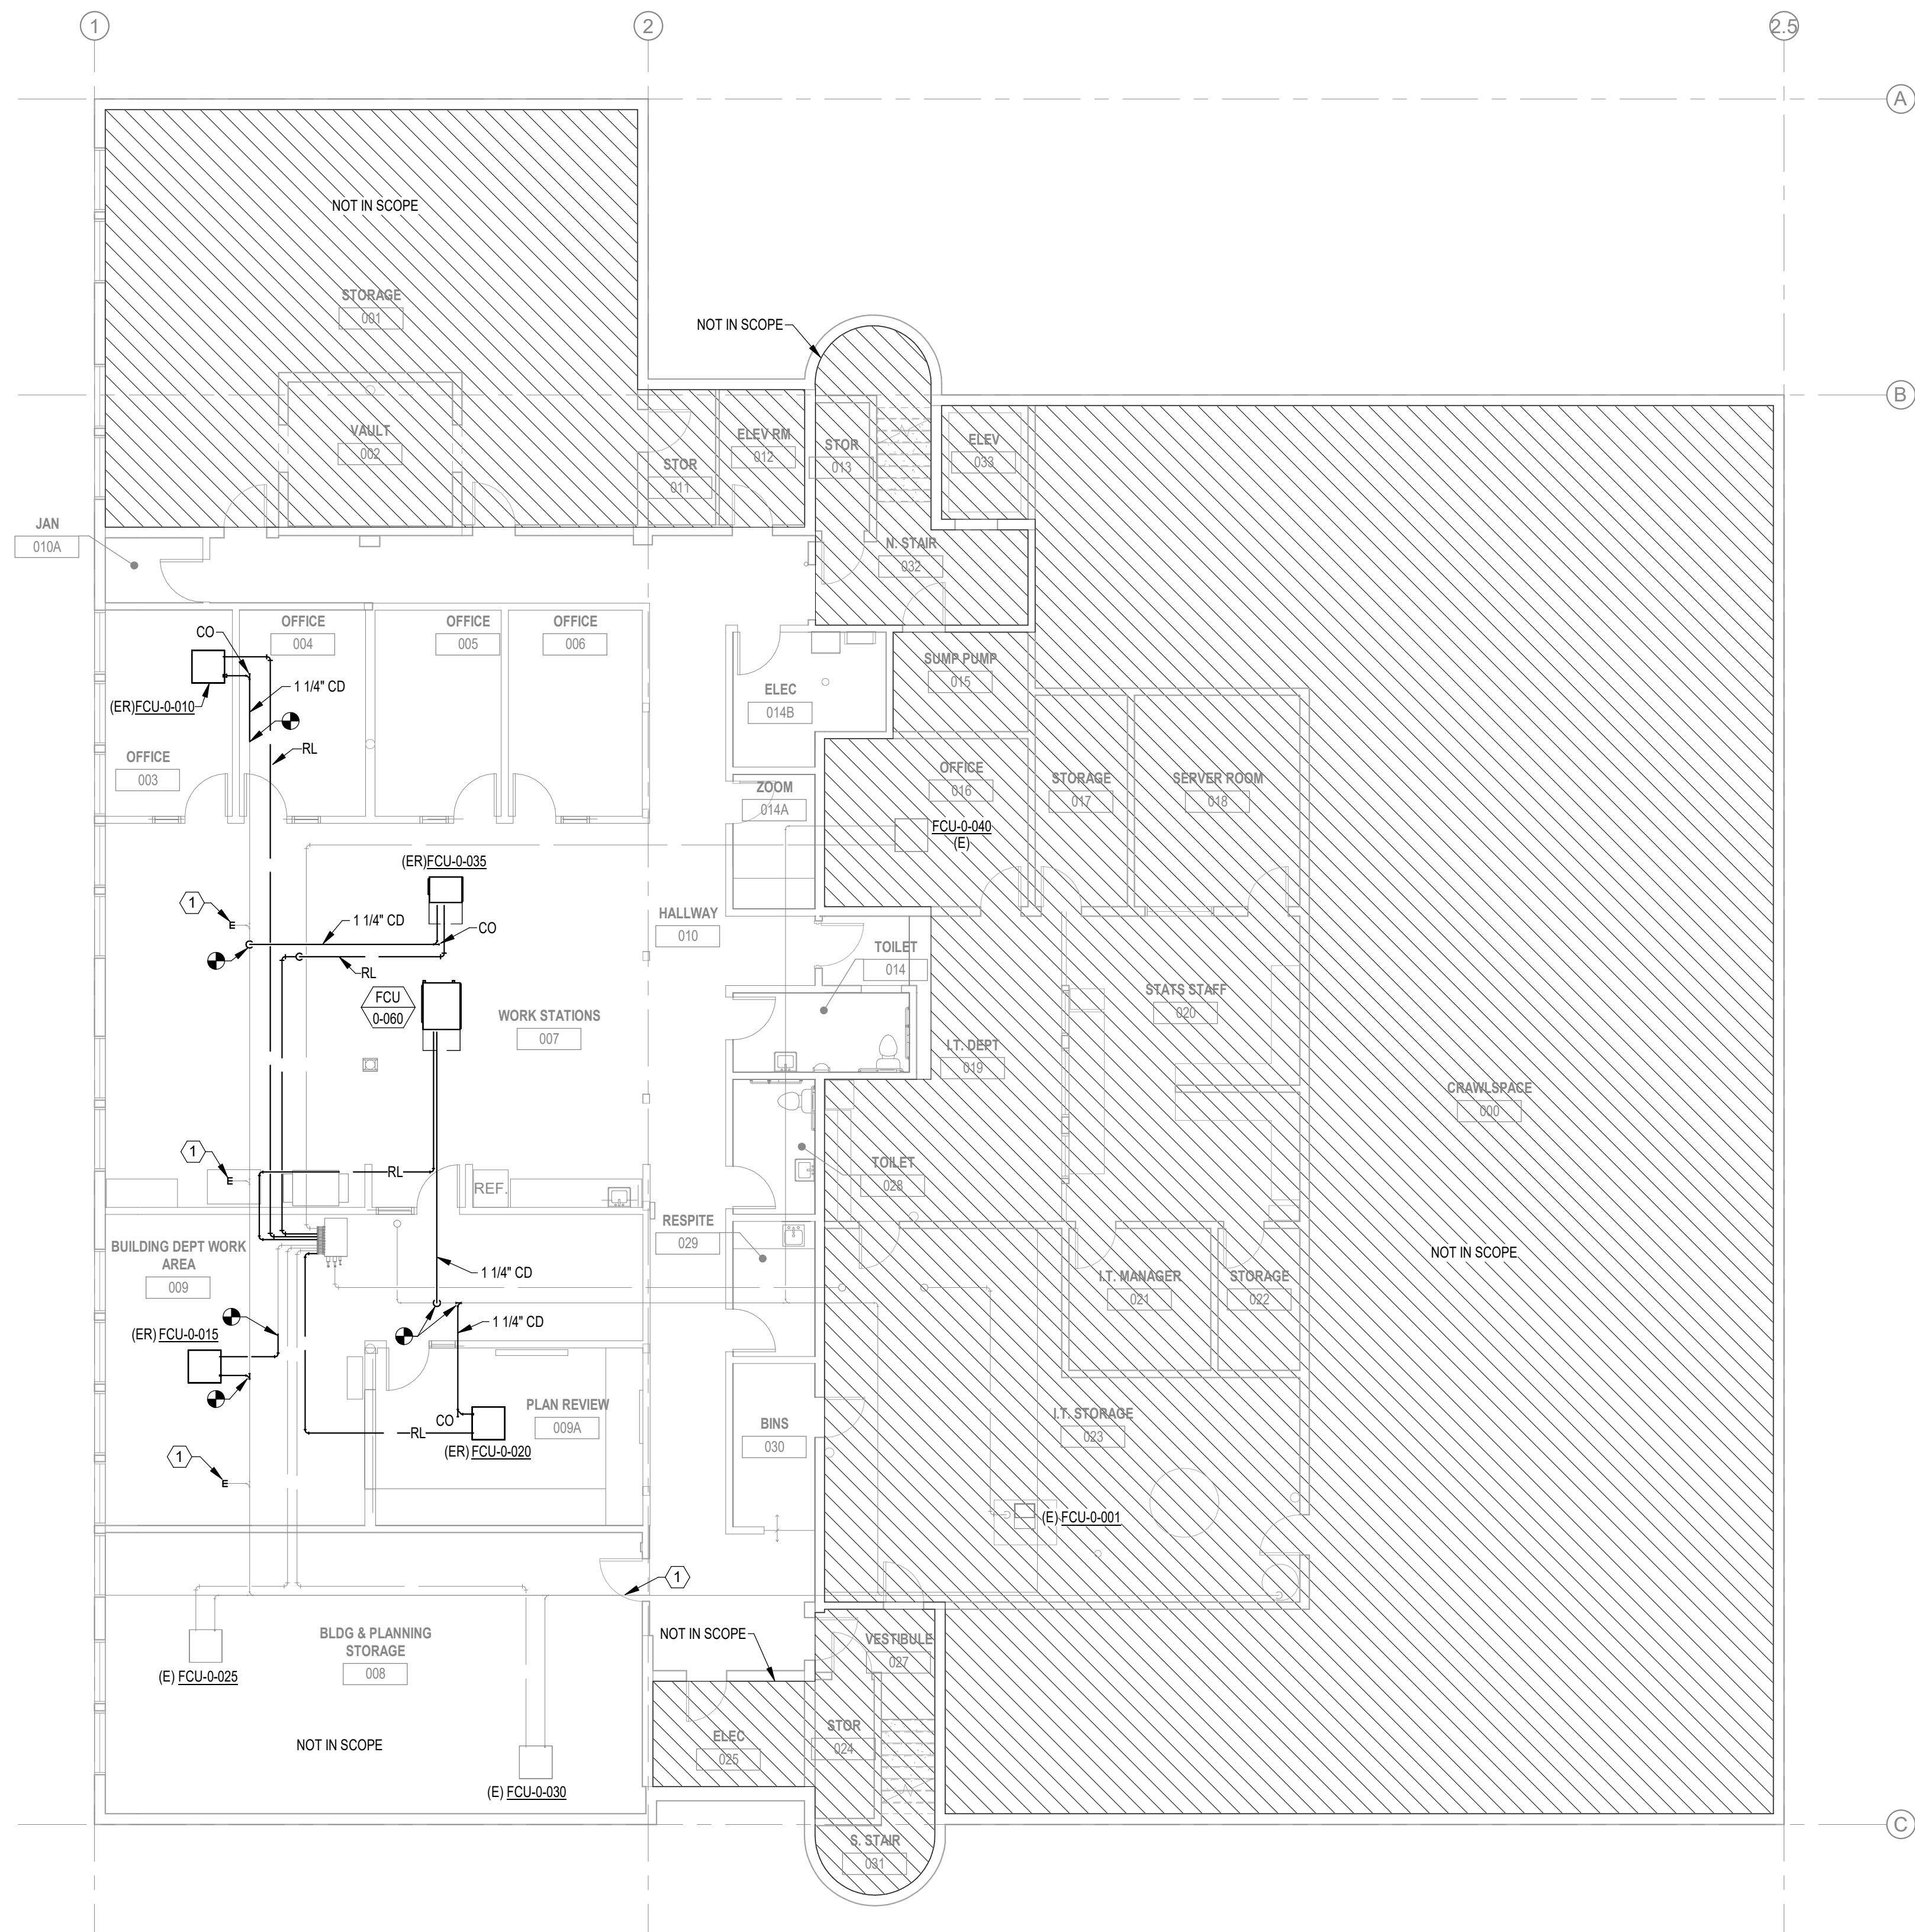 1
2
2.5
A
NOT IN SCOPE
STORAGE
001
NOT IN SCOPE
B
VAULT
002
ELEV RM
012
STOR
013
ELEV
033
STOR
011
JAN
010A
N. STAIR
032
OFFICE
004
OFFICE
005
OFFICE
006
CO
1 1/4" CD
(ER)FCU-0-010
SUMP PUMP
015
ELEC
014B
RL
OFFICE
003
OFFICE
016
STORAGE
017
SERVER ROOM
018
ZOOM
014A
FCU-0-040
(E)
(ER)FCU-0-035
1
1 1/4" CD
CO
HALLWAY
010
RL
TOILET
014
FCU
0-060
WORK STATIONS
007
STATS STAFF
020
I.T. DEPT
019
CRAWLSPACE
000
1
RL
REF.
TOILET
028
RESPITE
029
BUILDING DEPT WORK
AREA
009
NOT IN SCOPE
1 1/4" CD
I.T. MANAGER
021
STORAGE
022
1 1/4" CD
(ER) FCU-0-015
PLAN REVIEW
009A
CO
RL
(ER) FCU-0-020
BINS
030
I.T. STORAGE
023
1
(E) FCU-0-001
1
BLDG & PLANNING
STORAGE
008
NOT IN SCOPE
VESTIBULE
027
(E) FCU-0-025
NOT IN SCOPE
ELEC
025
STOR
024
(E) FCU-0-030
C
S. STAIR
031